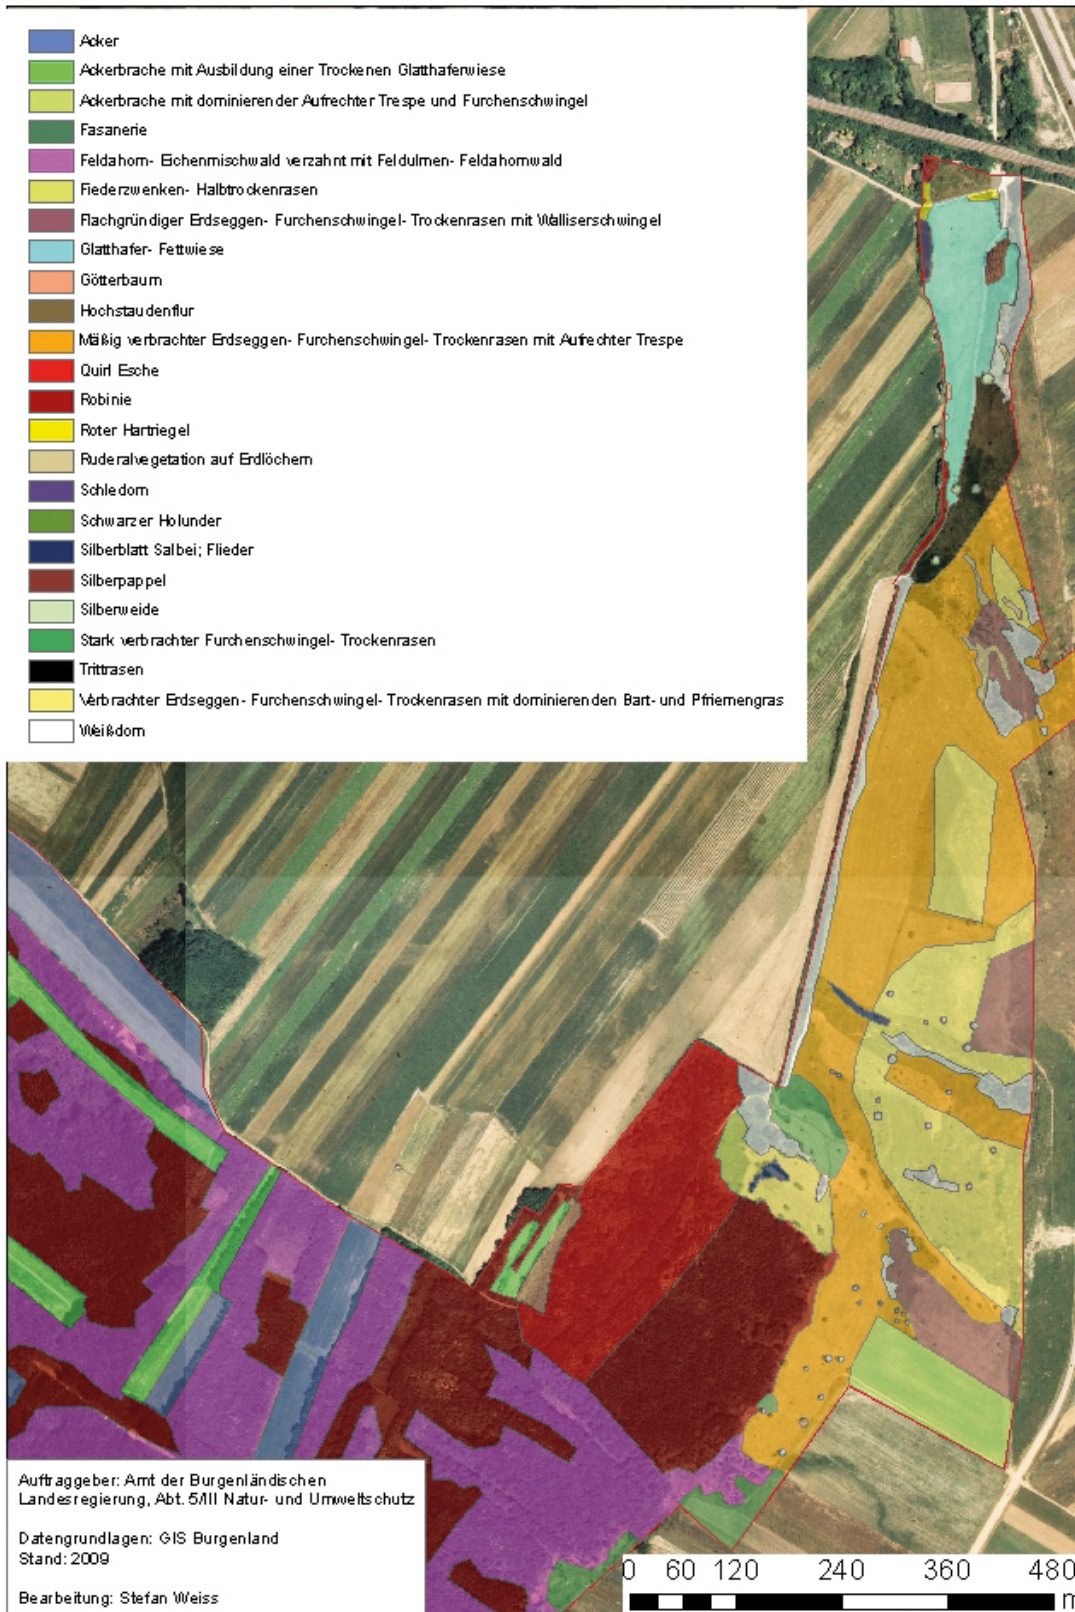 Acker
Ackerbrache mit Ausbildung einer Trockenen Glatthaferwiese
Ackerbrache mit dominierender Aufrechter Trespe und Furchenschwingel
Fasanerie
Feldahorn- Eichenmischwald verzahnt mit Feldulmen- Feldahornwald
Fiederzwenken- Halbtrockenrasen
Flachgründiger Erdseggen- Furchenschwingel- Trockenrasen mit Walliserschwingel
Glatthafer- Fettwiese
Götterbaum
Hochstaudenflur
Mäßig verbrachter Erdseggen- Furchenschwingel- Trockenrasen mit Aufrechter Trespe
Quirl Esche
Robinie
Roter Hartriegel
Ruderalvegetation auf Erdlöchern
Schledorn
Schwarzer Holunder
Silberblatt Salbei; Flieder
Silberpappel
Silberweide
Stark verbrachter Furchenschwingel- Trockenrasen
Trittrasen
Verbrachter Erdseggen- Furchenschwingel- Trockenrasen mit dominierenden Bart- und Pfriemengras
Weißdorn
Auftraggeber: Amt der Burgenländischen
Landesregierung, Abt. 5/III Natur- und Umweltschutz
Datengrundlagen: GIS Burgenland
Stand: 2009
Bearbeitung: Stefan Weiss
0 60 120 240 360 480
m